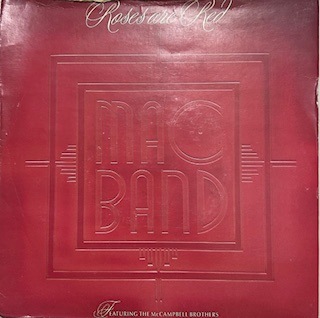 Roses are Red
MAC
BAND
FEATURING THE McCAMPBELL BROTHERS